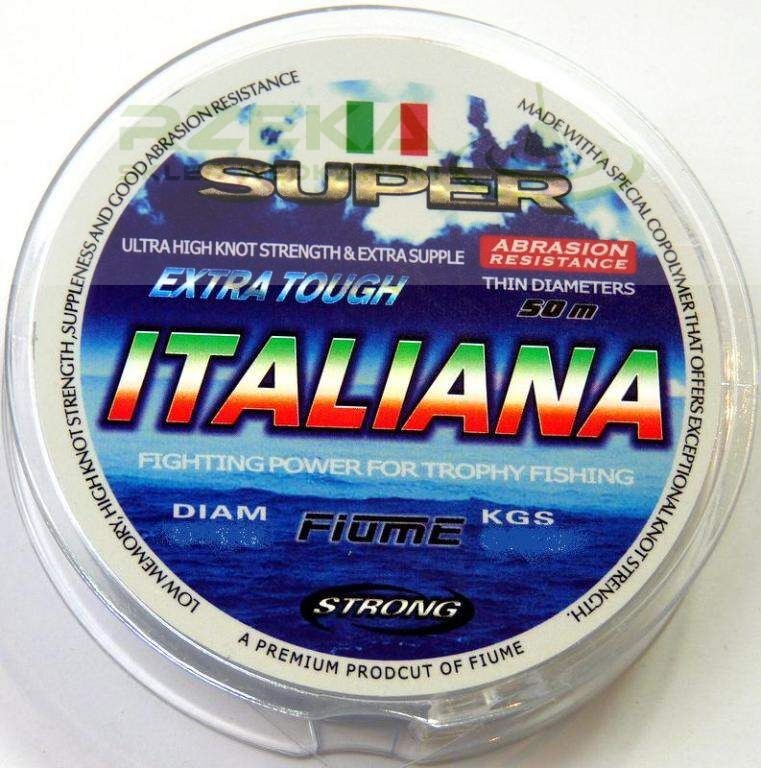 PZEKA
SUPER
ULTRA HIGH KNOT STRENGTH & EXTRA SUPPLE
ABRASION
RESISTANCE
EXTRA TOUGH
THIN DIAMETERS
50 m
ITALIANA
FIGHTING POWER FOR TROPHY FISHING
DIAM
FIUME
KGS
STRONG
LOW MEMORY, HIGH KNOT STRENGTH ,SUPPLENESS AND GOOD ABRASION RESISTANCE
MADE WITH A SPECIAL COPOLYMER THAT OFFERS EXCEPTIONAL KNOT STRENGTH.
A PREMIUM PRODCUT OF FIUME